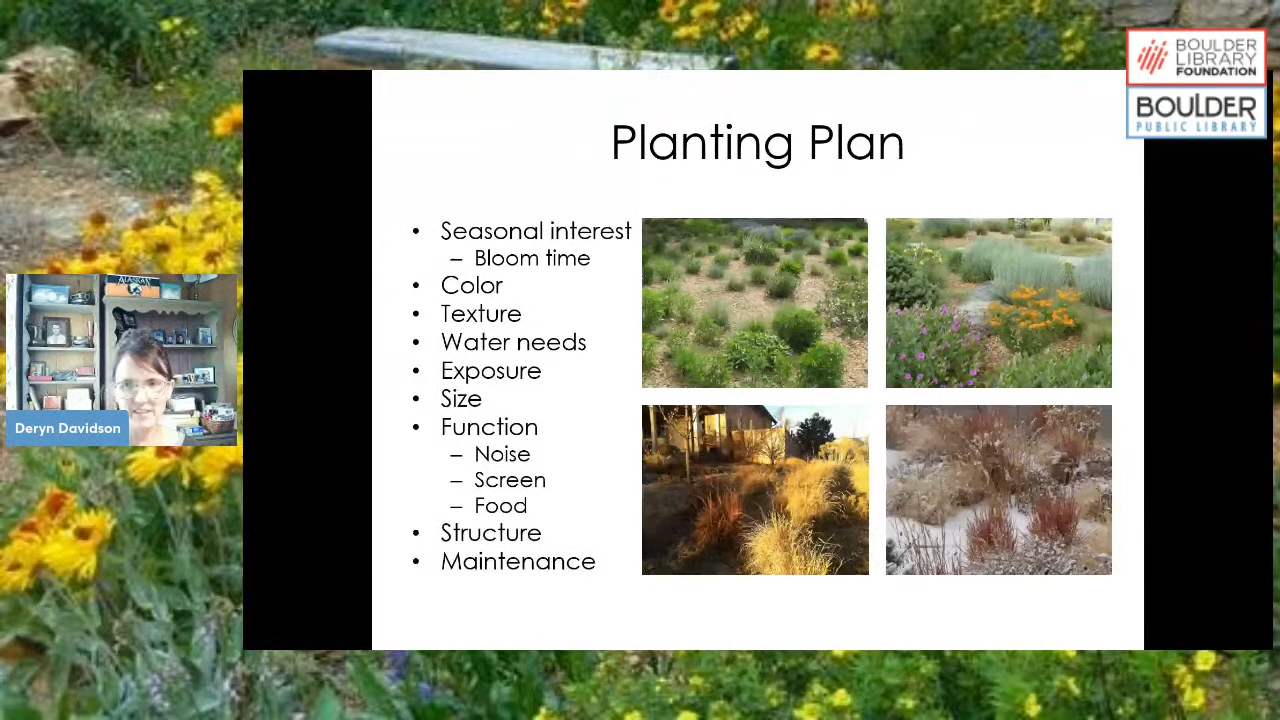 BOULDER
LIBRARY
FOUNDATION
BOULDER
PUBLIC LIBRARY
Planting Plan
• Seasonal interest
– Bloom time
• Color
• Texture
• Water needs
• Exposure
• Size
• Function
– Noise
– Screen
– Food
• Structure
• Maintenance
Deryn Davidson